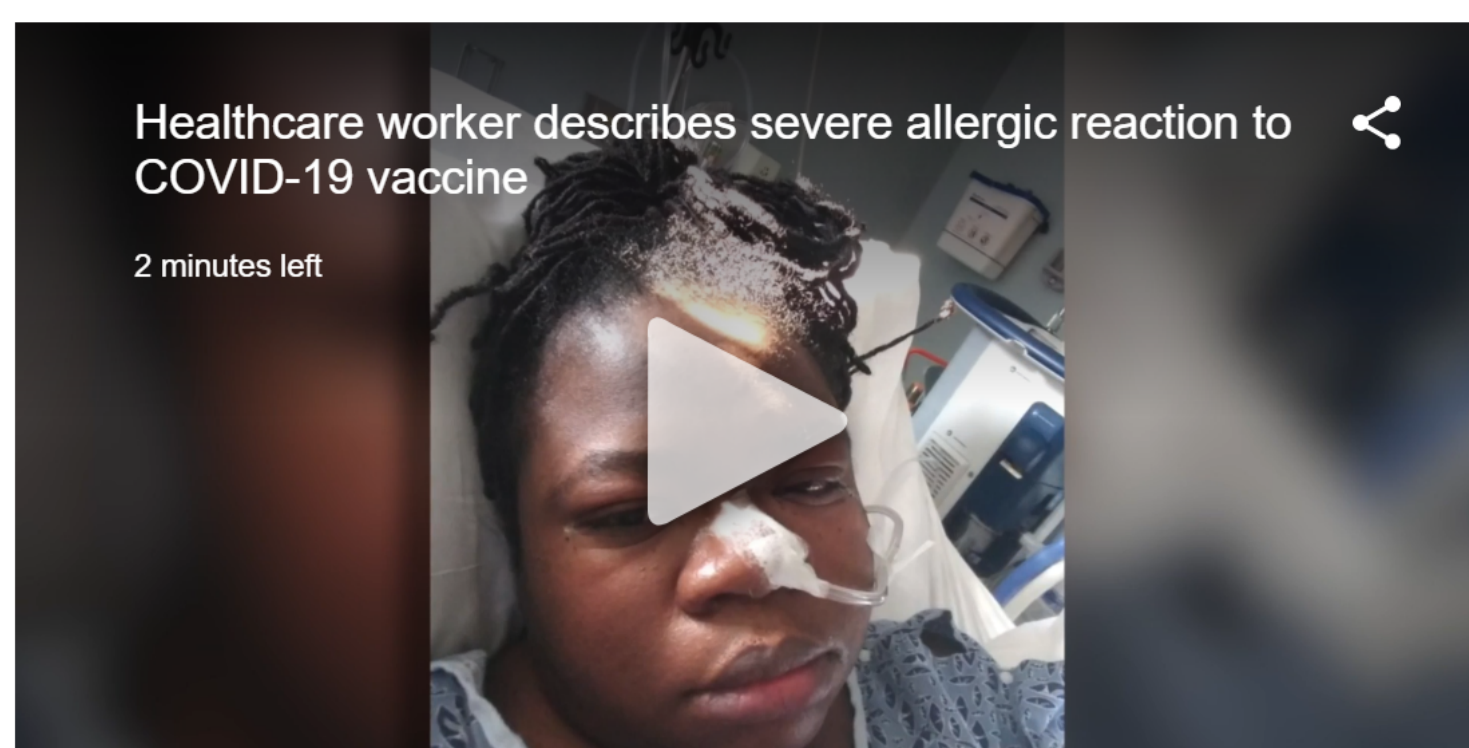 Healthcare worker describes severe allergic reaction to
COVID-19 vaccine
2 minutes left